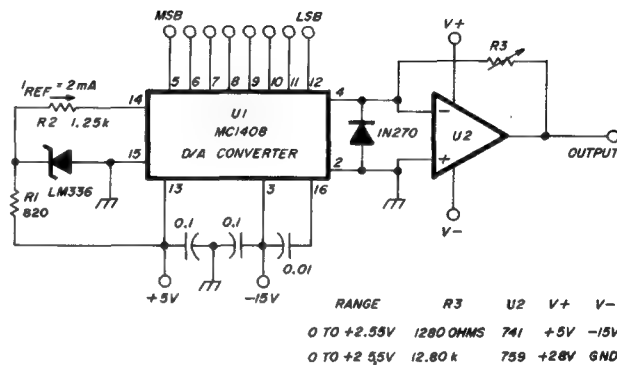 MSB LSB
V+
R3
5 6 7 8 9 10 11 12
IREF = 2mA
14
4
R2 1.25k
U1
MC1408
D/A CONVERTER
1N270
−
U2
+
OUTPUT
15
2
LM336
R1
820
13
3
16
V-
0.1
0.1
0.01
+5V
-15V
RANGE R3 U2 V+ V-
0 TO +2.55V 1280 OHMS 741 +5V -15V
0 TO +25.5V 12.80 k 759 +28V GND